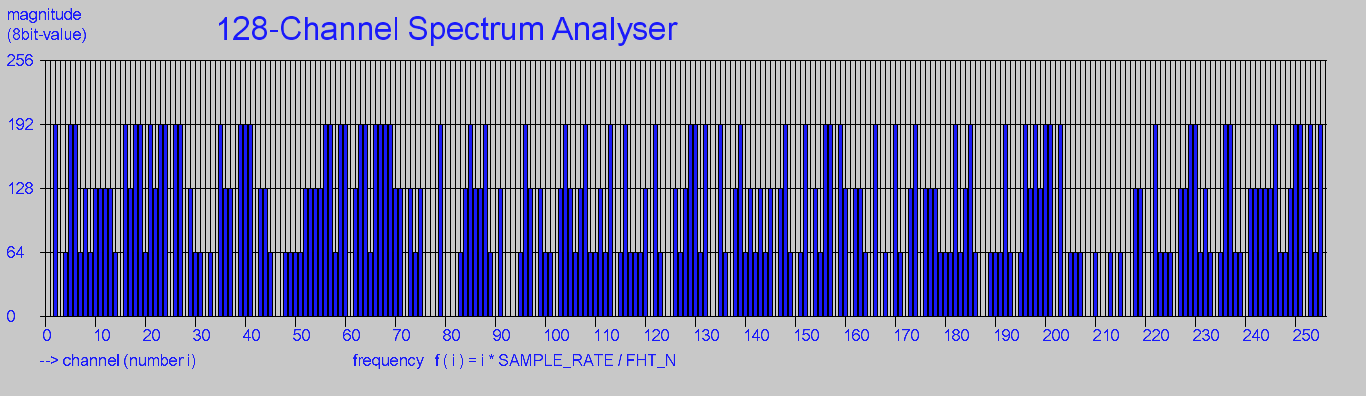 magnitude
(8bit-value)
128-Channel Spectrum Analyser
256
192
128
64
0
0 10 20 30 40 50 60 70 80 90 100 110 120 130 140 150 160 170 180 190 200 210 220 230 240 250
--> channel (number i)
frequency f ( i ) = i * SAMPLE_RATE / FHT_N